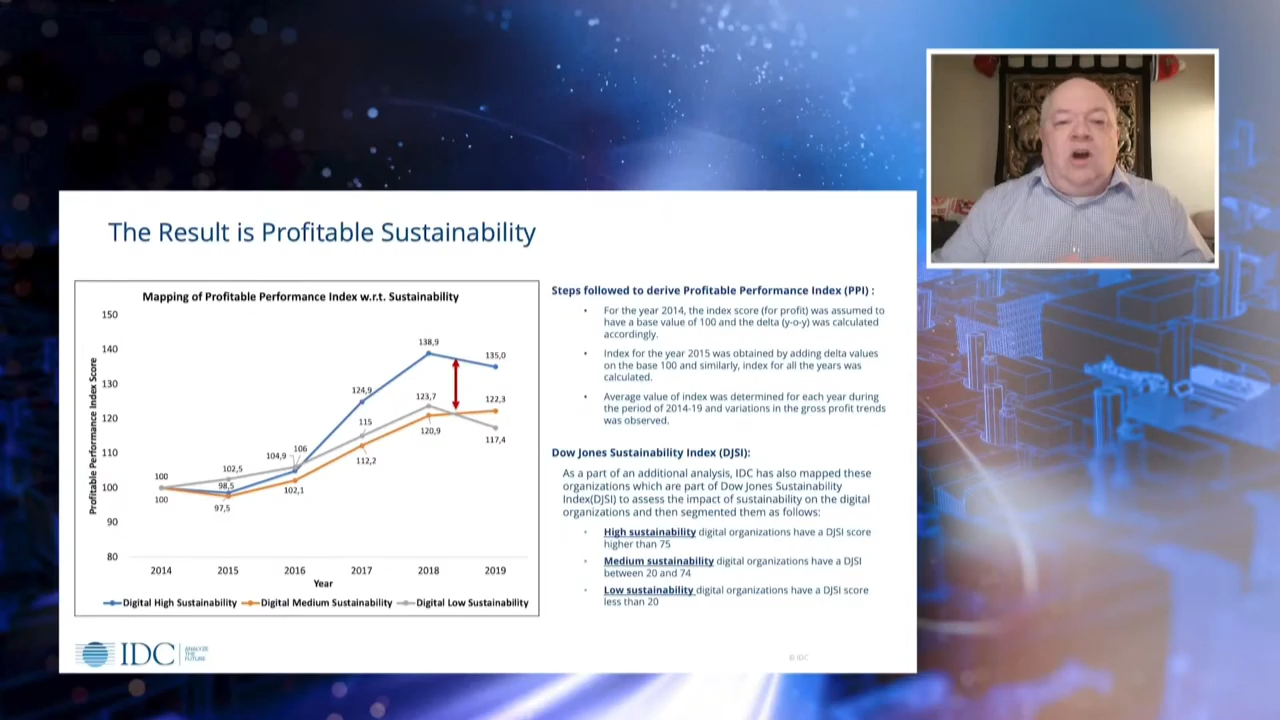 The Result is Profitable Sustainability
Mapping of Profitable Performance Index w.r.t. Sustainability
Profitable Performance Index Score
150
140
130
120
110
100
90
80
138,9
135,0
124,9
123,7
122,3
115
120,9
117,4
112,2
104,9
106
102,5
102,1
100
98,5
100
97,5
2014
2015
2016
2017
2018
2019
Year
Digital High Sustainability
Digital Medium Sustainability
Digital Low Sustainability
Steps followed to derive Profitable Performance Index (PPI) :
• For the year 2014, the index score (for profit) was assumed to
have a base value of 100 and the delta (y-o-y) was calculated
accordingly.
• Index for the year 2015 was obtained by adding delta values
on the base 100 and similarly, index for all the years was
calculated.
• Average value of index was determined for each year during
the period of 2014-19 and variations in the gross profit trends
was observed.
Dow Jones Sustainability Index (DJSI):
As a part of an additional analysis, IDC has also mapped these
organizations which are part of Dow Jones Sustainability
Index(DJSI) to assess the impact of sustainability on the digital
organizations and then segmented them as follows:
• High sustainability digital organizations have a DJSI score
higher than 75
• Medium sustainability digital organizations have a DJSI
between 20 and 74
• Low sustainability digital organizations have a DJSI score
less than 20
IDC
ANALYZE
THE
FUTURE
© IDC